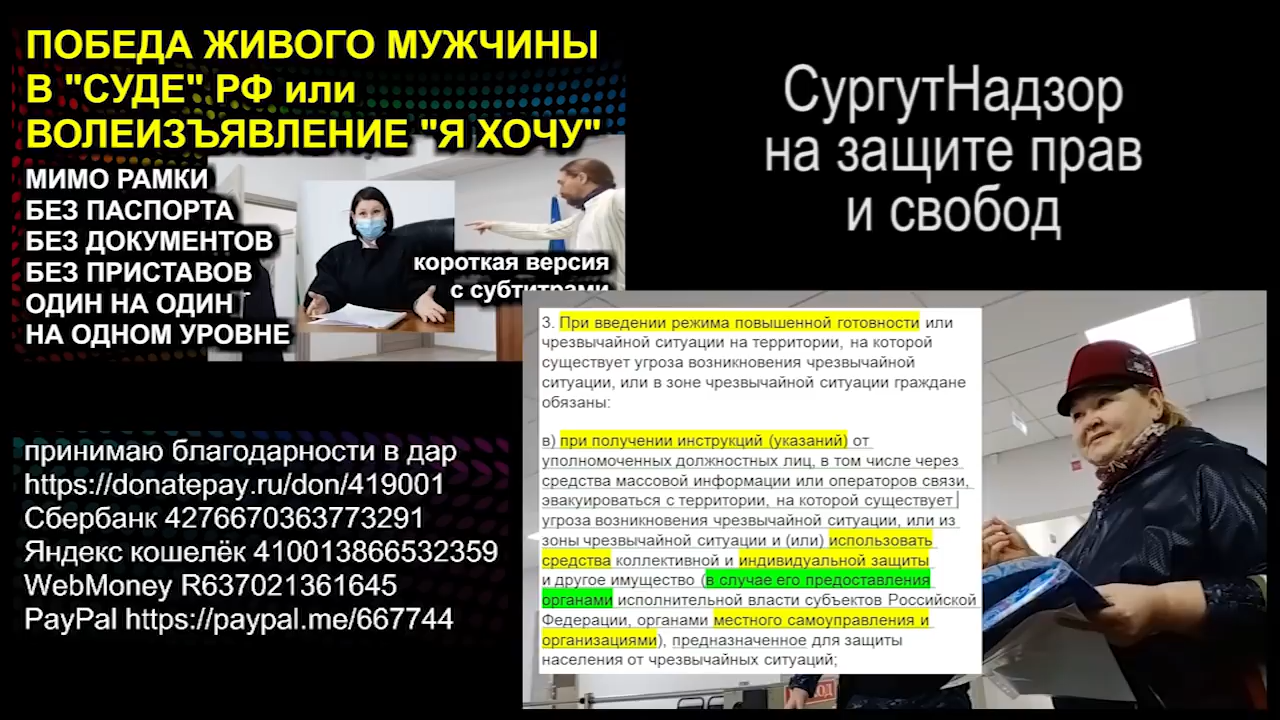 ПОБЕДА ЖИВОГО МУЖЧИНЫ
В "СУДЕ" РФ или
ВОЛЕИЗЪЯВЛЕНИЕ "Я ХОЧУ"
МИМО РАМКИ
БЕЗ ПАСПОРТА
БЕЗ ДОКУМЕНТОВ
БЕЗ ПРИСТАВОВ
ОДИН НА ОДИН
НА ОДНОМ УРОВНЕ
короткая версия
с субтитрами
СургутНадзор
на защите прав
и свобод
принимаю благодарности в дар
https://donatepay.ru/don/419001
Сбербанк 4276670363773291
Яндекс кошелёк 410013866532359
WebMoney R637021361645
PayPal https://paypal.me/667744
3. При введении режима повышенной готовности или
чрезвычайной ситуации на территории, на которой
существует угроза возникновения чрезвычайной
ситуации, или в зоне чрезвычайной ситуации граждане
обязаны:
в) при получении инструкций (указаний) от
уполномоченных должностных лиц, в том числе через
средства массовой информации или операторов связи,
эвакуироваться с территории, на которой существует
угроза возникновения чрезвычайной ситуации, или из
зоны чрезвычайной ситуации и (или) использовать
средства коллективной и индивидуальной защиты
и другое имущество (в случае его предоставления
органами исполнительной власти субъектов Российской
Федерации, органами местного самоуправления и
организациями), предназначенное для защиты
населения от чрезвычайных ситуаций;